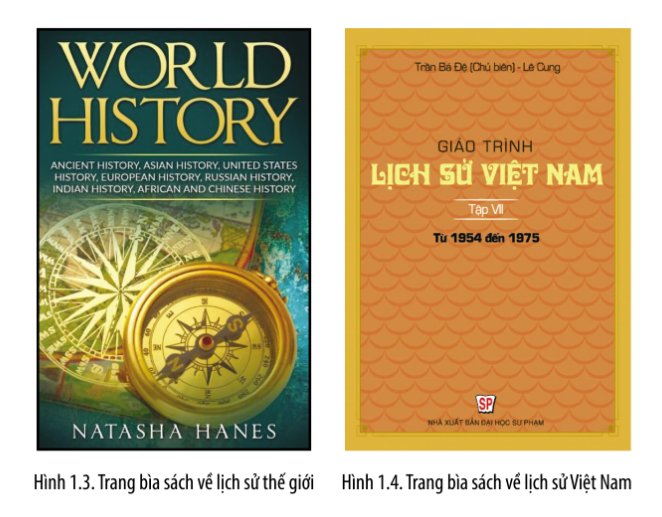 WORLD
HISTORY
ANCIENT HISTORY, ASIAN HISTORY, UNITED STATES
HISTORY, EUROPEAN HISTORY, RUSSIAN HISTORY,
INDIAN HISTORY, AFRICAN AND CHINESE HISTORY
NATASHA HANES
Hình 1.3. Trang bìa sách về lịch sử thế giới
Trần Bá Đệ (Chủ biên) - Lê Cung
GIÁO TRÌNH
LỊCH SỬ VIỆT NAM
Tập VII
Từ 1954 đến 1975
SP
NHÀ XUẤT BẢN ĐẠI HỌC SƯ PHẠM
Hình 1.4. Trang bìa sách về lịch sử Việt Nam